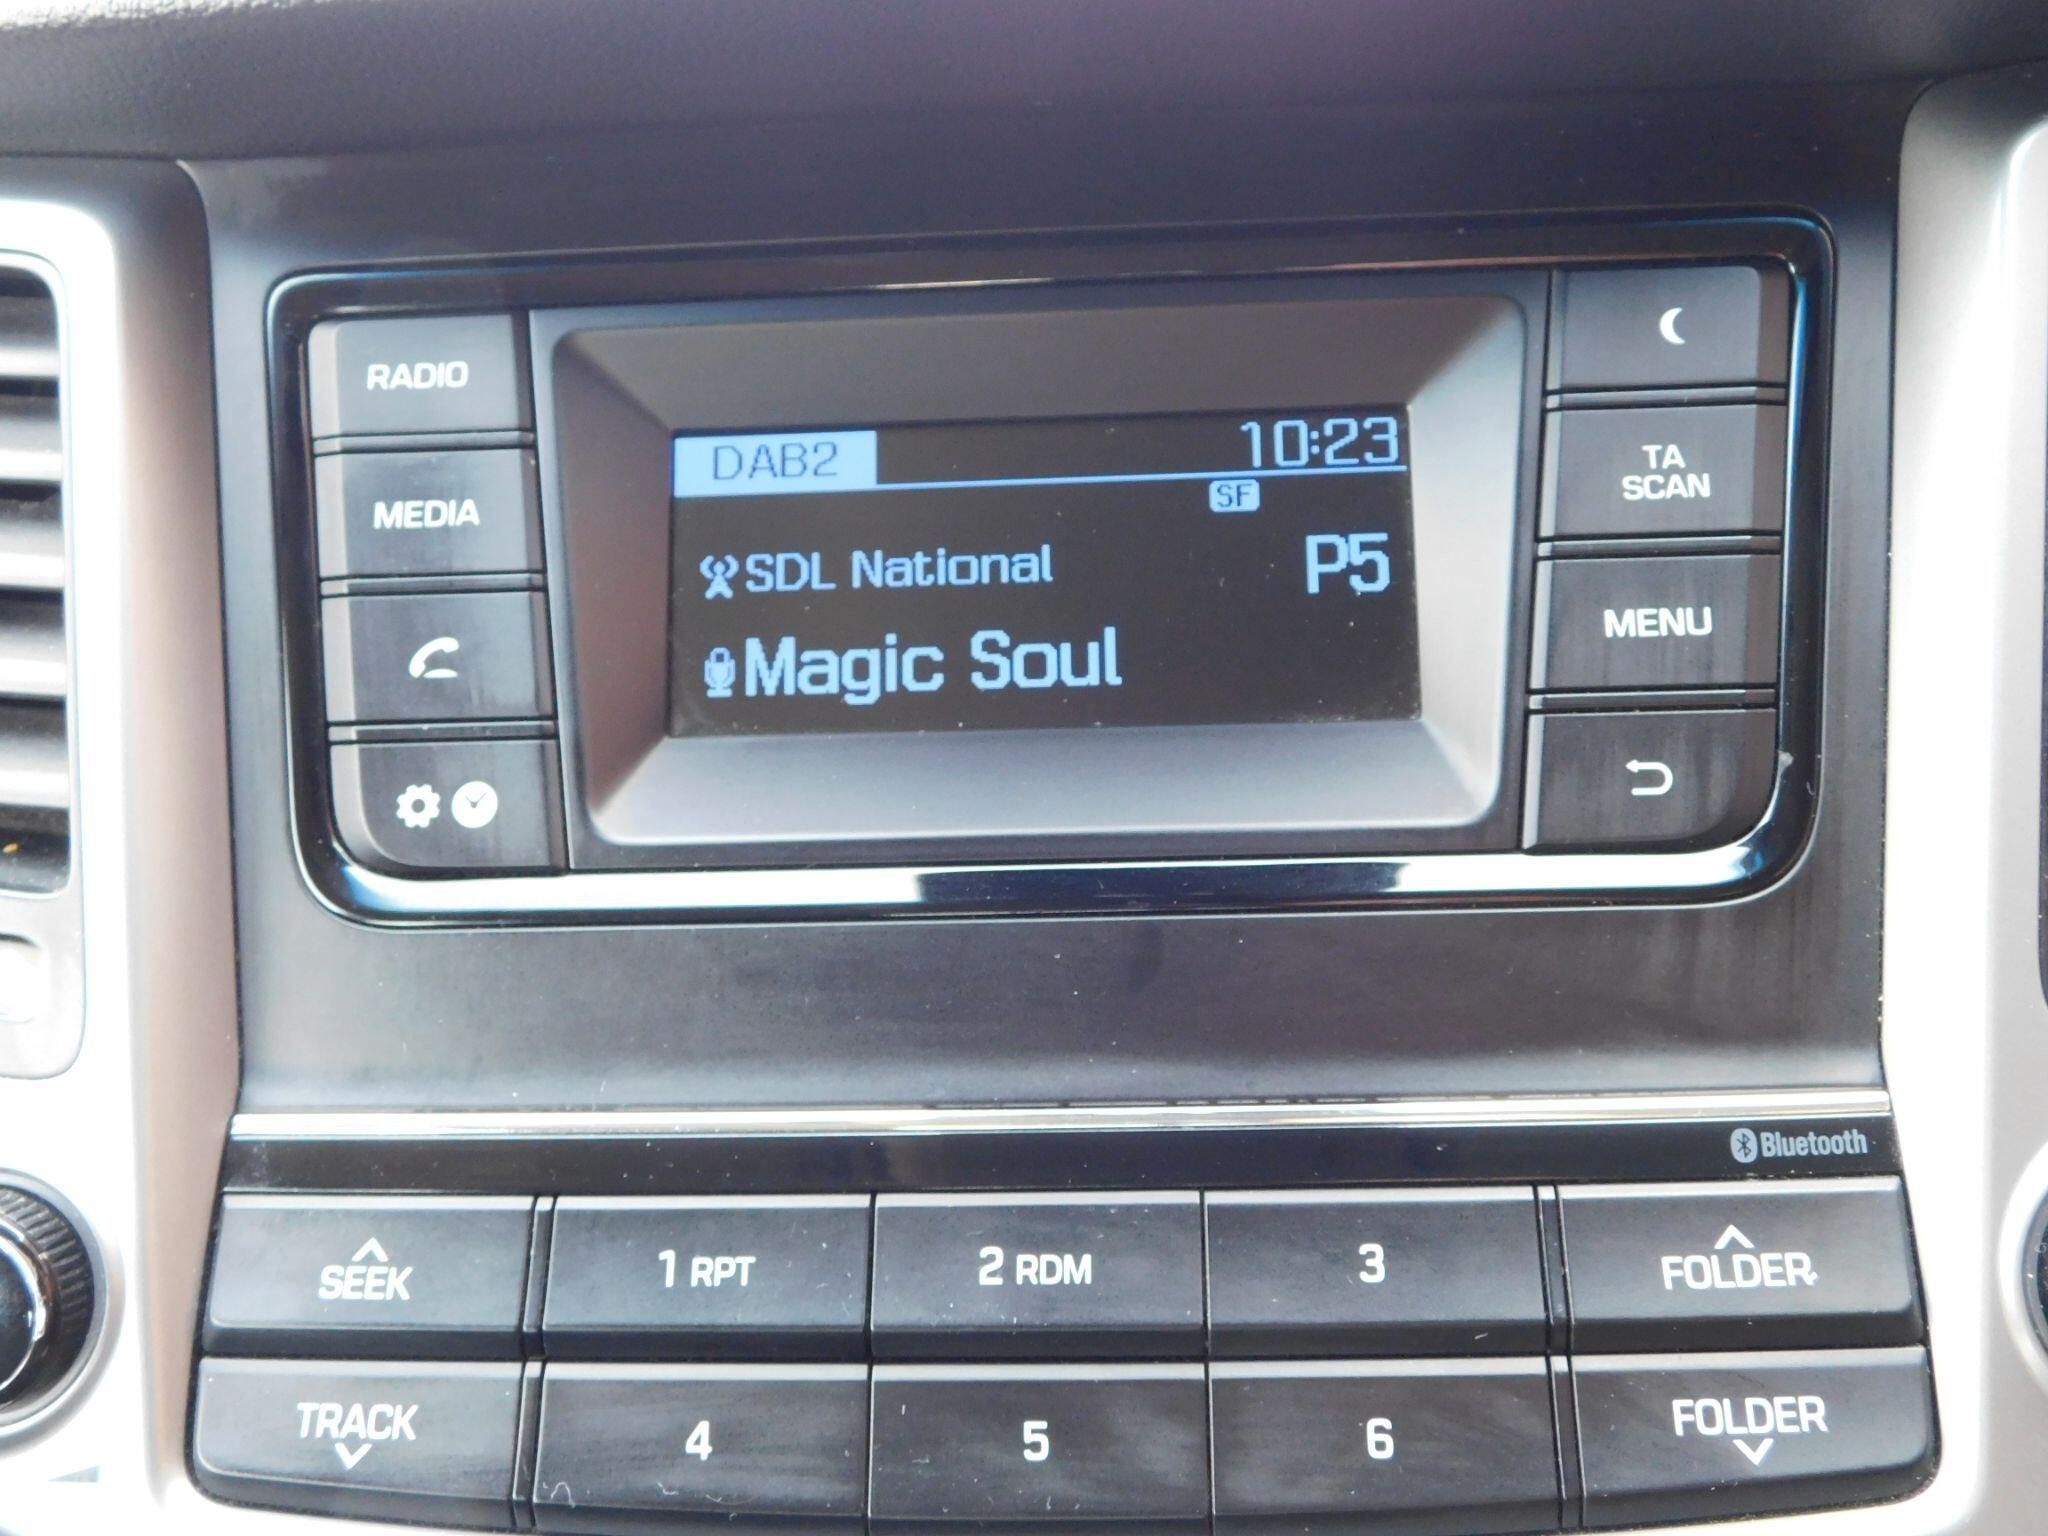 RADIO
MEDIA
DAB2
10:23
SF
SDL National
P5
Magic Soul
TA
SCAN
MENU
Bluetooth
SEEK
1 RPT
2 RDM
3
FOLDER
TRACK
4
5
6
FOLDER